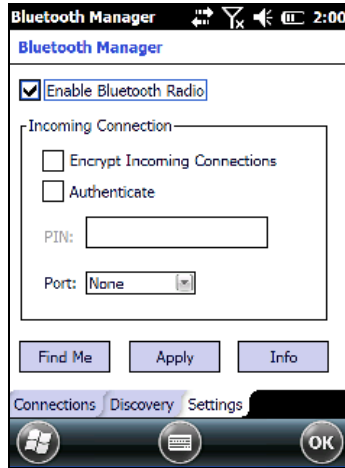 Bluetooth Manager 2:00
Bluetooth Manager
Enable Bluetooth Radio
Incoming Connection
Encrypt Incoming Connections
Authenticate
PIN:
Port: None
Find Me Apply Info
Connections Discovery Settings
OK